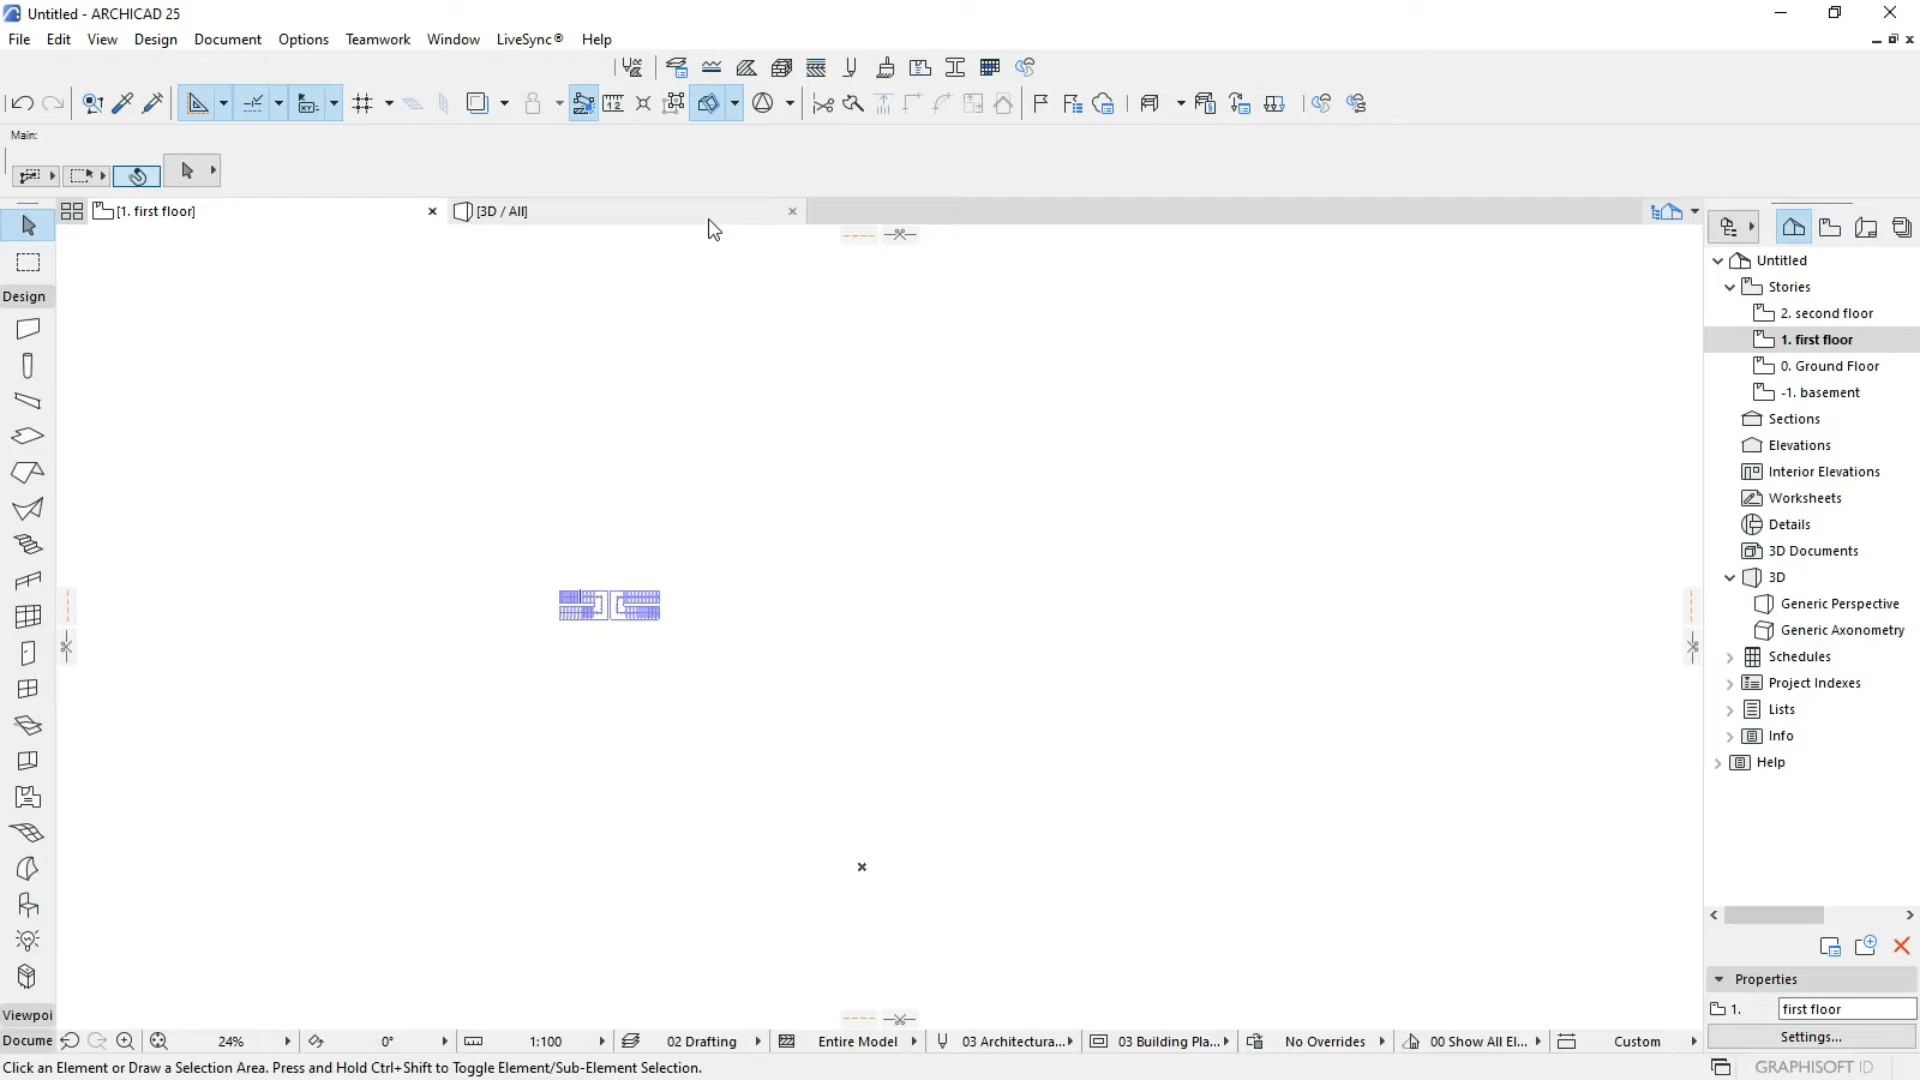 Untitled - ARCHICAD 25
File Edit View Design Document Options Teamwork Window LiveSync® Help
Main:
[1. first floor]
[3D / All]
Design
Viewpoi
Docume
Untitled
Stories
2. second floor
1. first floor
0. Ground Floor
-1. basement
Sections
Elevations
Interior Elevations
Worksheets
Details
3D Documents
3D
Generic Perspective
Generic Axonometry
Schedules
Project Indexes
Lists
Info
Help
Properties
1. first floor
Settings...
24% 0° 1:100 02 Drafting Entire Model 03 Architectura... 03 Building Pla... No Overrides 00 Show All El... Custom
Click an Element or Draw a Selection Area. Press and Hold Ctrl+Shift to Toggle Element/Sub-Element Selection.
GRAPHISOFT ID